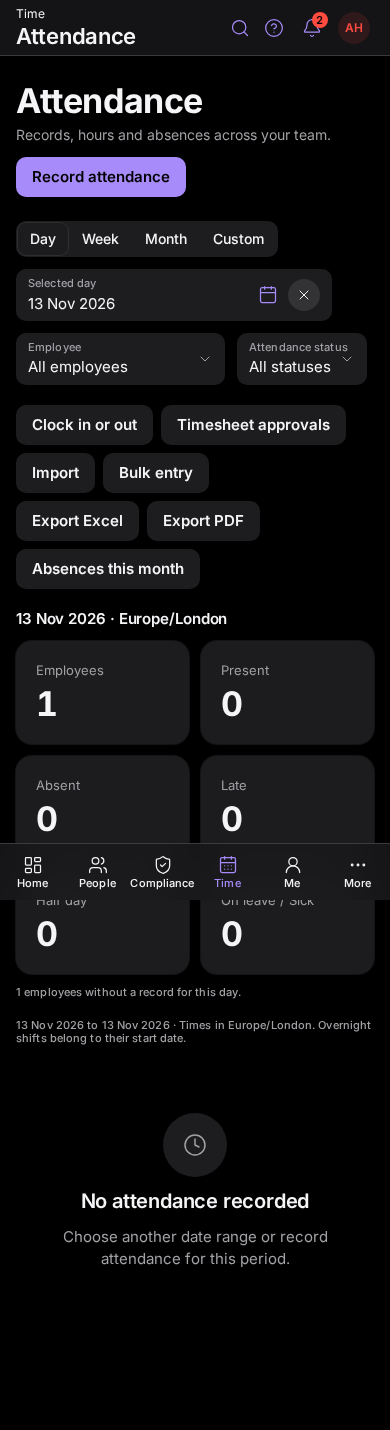 Time
Attendance
2
AH
Attendance
Records, hours and absences across your team.
Record attendance
Day Week Month Custom
Selected day
13 Nov 2026
Employee
All employees
Attendance status
All statuses
Clock in or out Timesheet approvals
Import Bulk entry
Export Excel Export PDF
Absences this month
13 Nov 2026 · Europe/London
Employees Present
1 0
Absent Late
0 0
Home People Compliance Time Me More
Half day On leave / Sick
0 0
1 employees without a record for this day.
13 Nov 2026 to 13 Nov 2026 · Times in Europe/London. Overnight
shifts belong to their start date.
No attendance recorded
Choose another date range or record
attendance for this period.